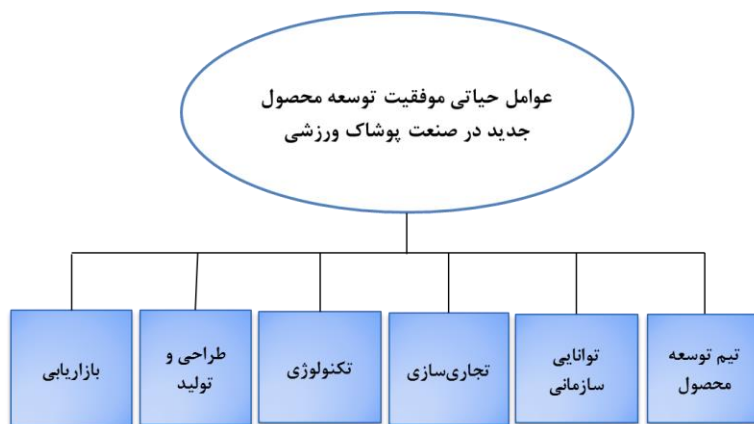 عوامل حیاتی موفقیت توسعه محصول
جدید در صنعت پوشاک ورزشی
تیم توسعه
محصول
توانایی
سازمانی
تجاری‌سازی
تکنولوژی
طراحی و
تولید
بازاریابی